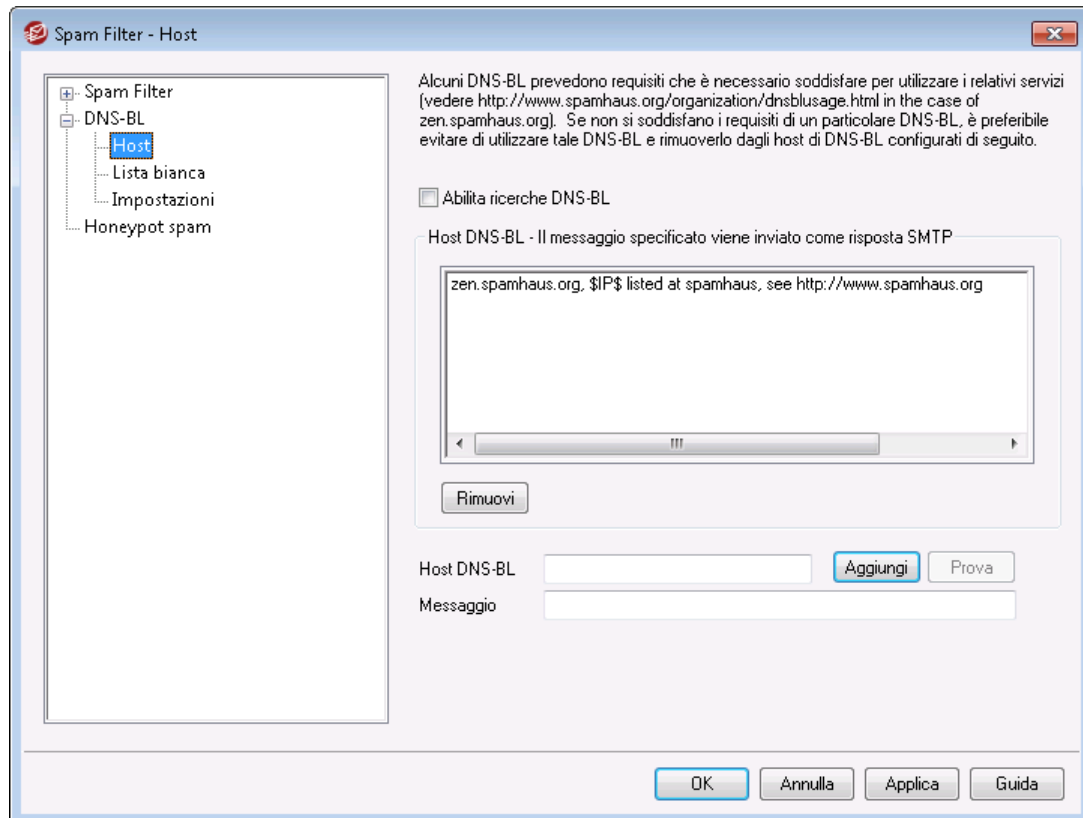 Spam Filter - Host
Spam Filter
DNS-BL
Host
Lista bianca
Impostazioni
Honeypot spam
Alcuni DNS-BL prevedono requisiti che è necessario soddisfare per utilizzare i relativi servizi
(vedere http://www.spamhaus.org/organization/dnsblusage.html in the case of
zen.spamhaus.org). Se non si soddisfano i requisiti di un particolare DNS-BL, è preferibile
evitare di utilizzare tale DNS-BL e rimuoverlo dagli host di DNS-BL configurati di seguito.
Abilita ricerche DNS-BL
Host DNS-BL - Il messaggio specificato viene inviato come risposta SMTP
zen.spamhaus.org, $IP$ listed at spamhaus, see http://www.spamhaus.org
Rimuovi
Host DNS-BL
Aggiungi
Prova
Messaggio
OK
Annulla
Applica
Guida